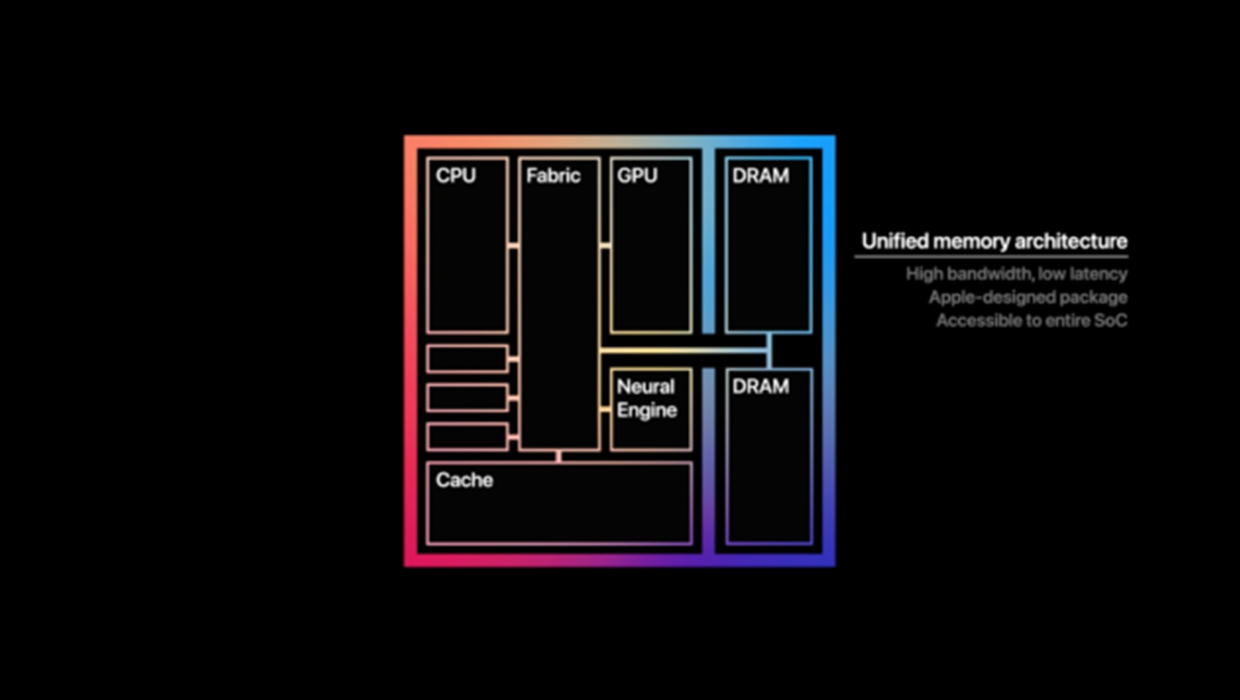 CPU
Fabric
GPU
DRAM
Unified memory architecture
High bandwidth, low latency
Apple-designed package
Accessible to entire SoC
Neural
Engine
DRAM
Cache